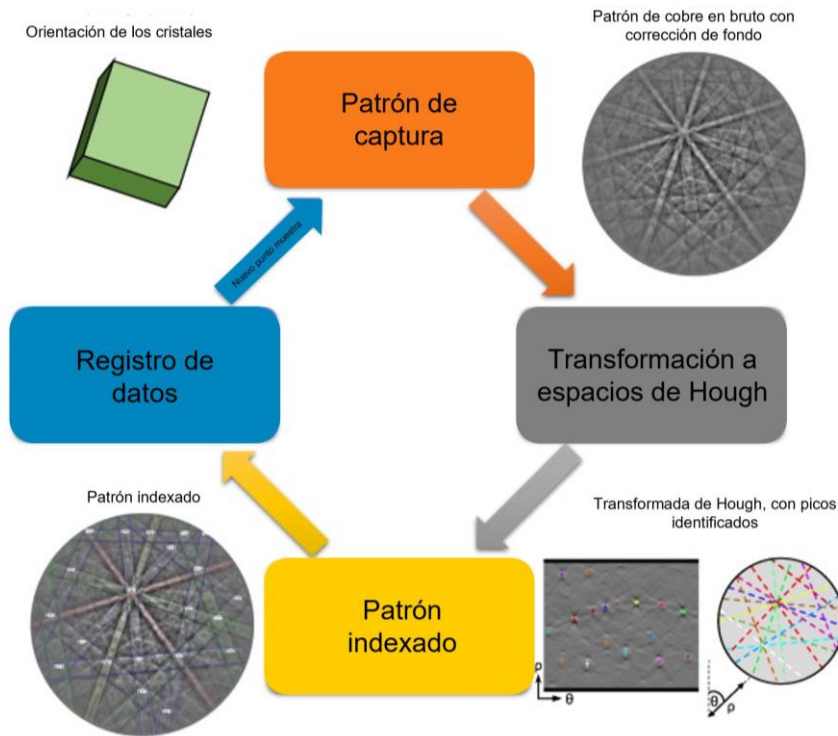 Orientación de los cristales
Patrón de cobre en bruto con
corrección de fondo
Patrón de
captura
Nuevo punto muestra
Registro de
datos
Transformación a
espacios de Hough
Patrón indexado
Transformada de Hough, con picos
identificados
Patrón
indexado
ρ
θ
θ
ρ